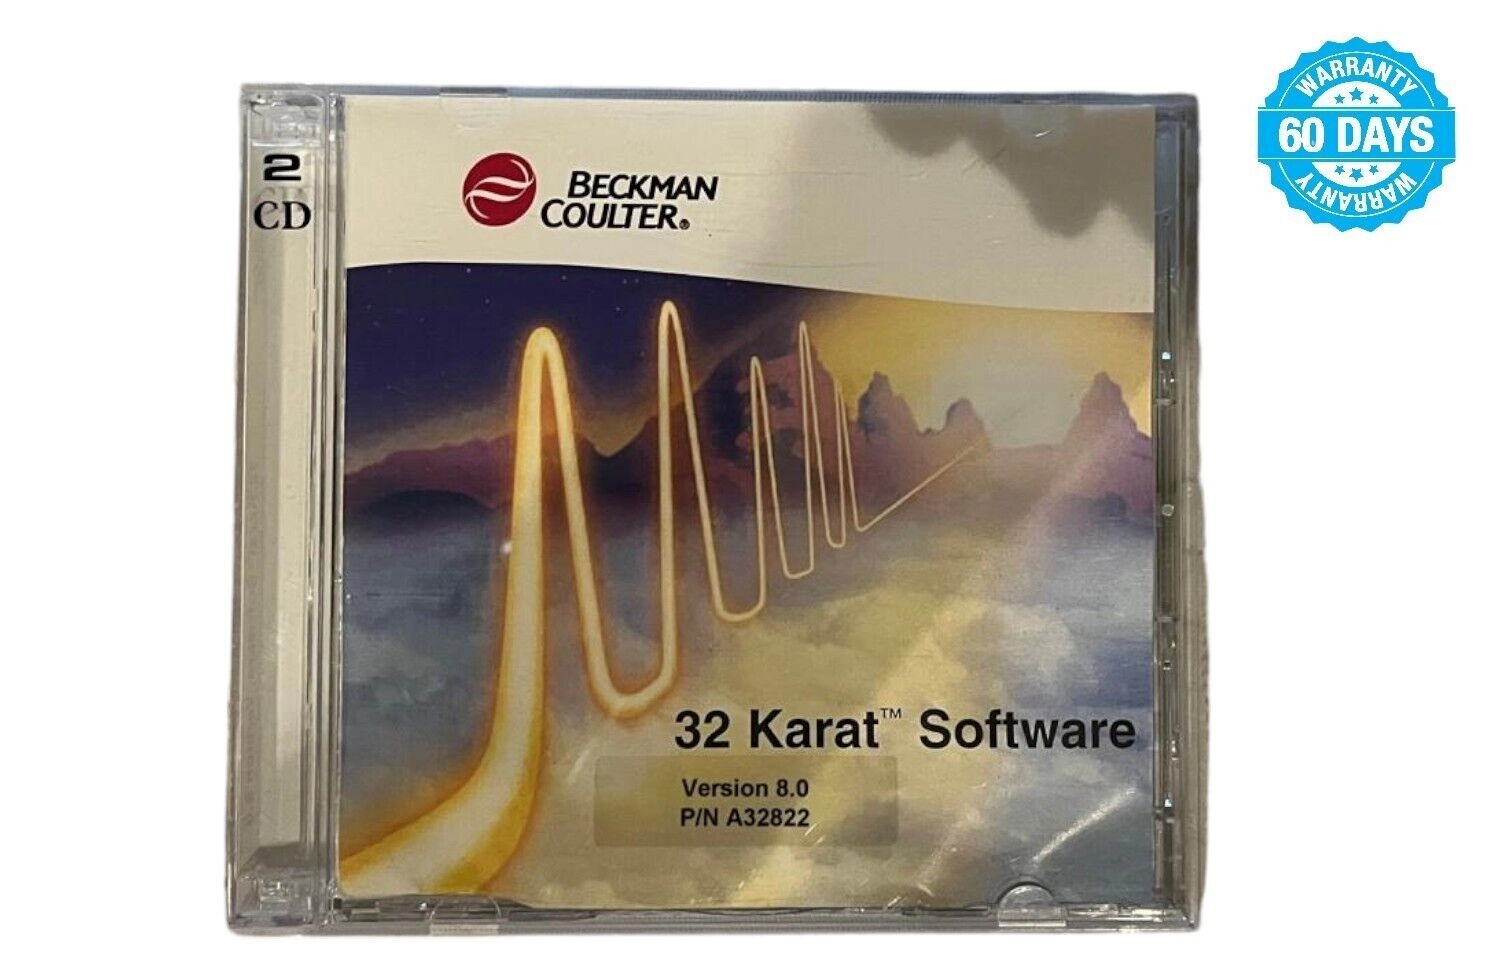 WARRANTY
60 DAYS
WARRANTY
2
CD
BECKMAN
COULTER®
32 Karat™ Software
Version 8.0
P/N A32822